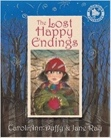 The Lost
Happy
Endings
Carol Ann Duffy & Jane Ray